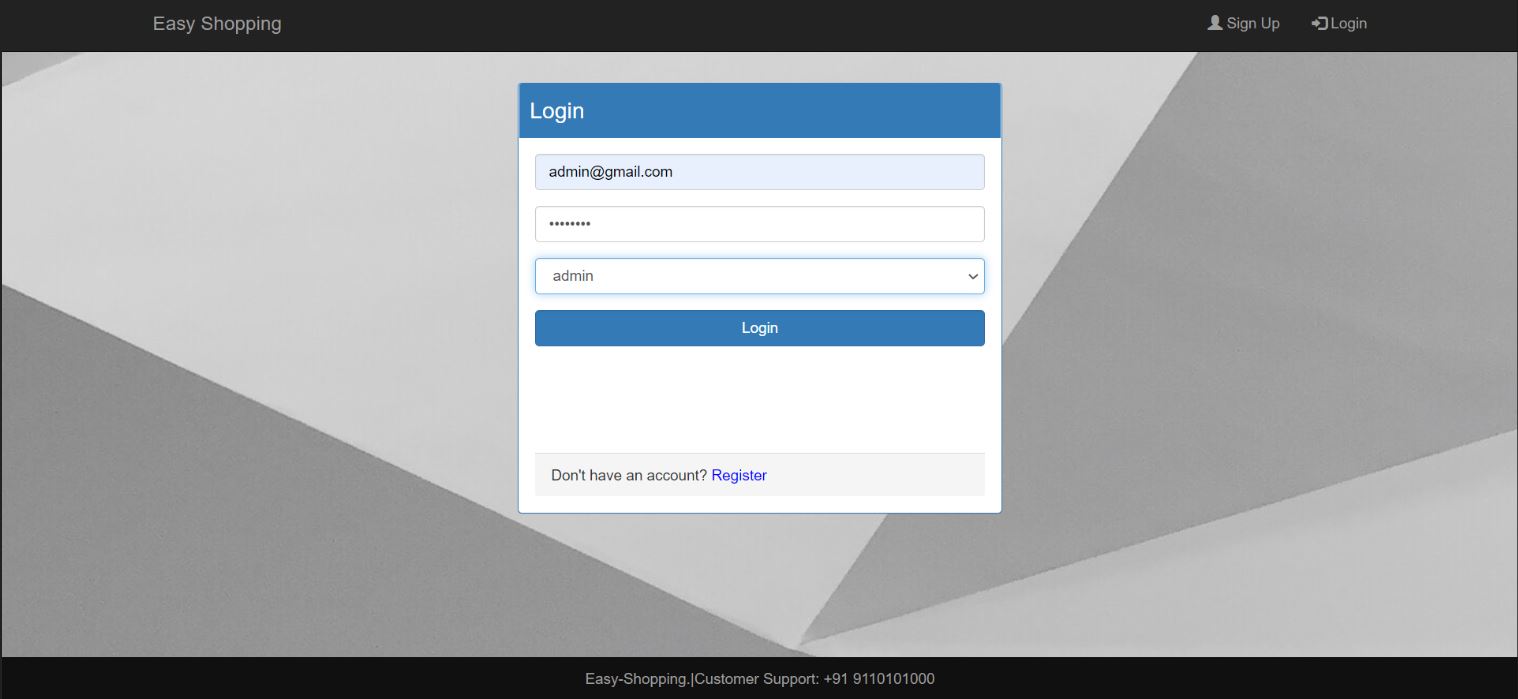 Easy Shopping
Sign Up
Login
Login
admin@gmail.com
••••••••
admin
Login
Don't have an account? Register
Easy-Shopping.|Customer Support: +91 9110101000